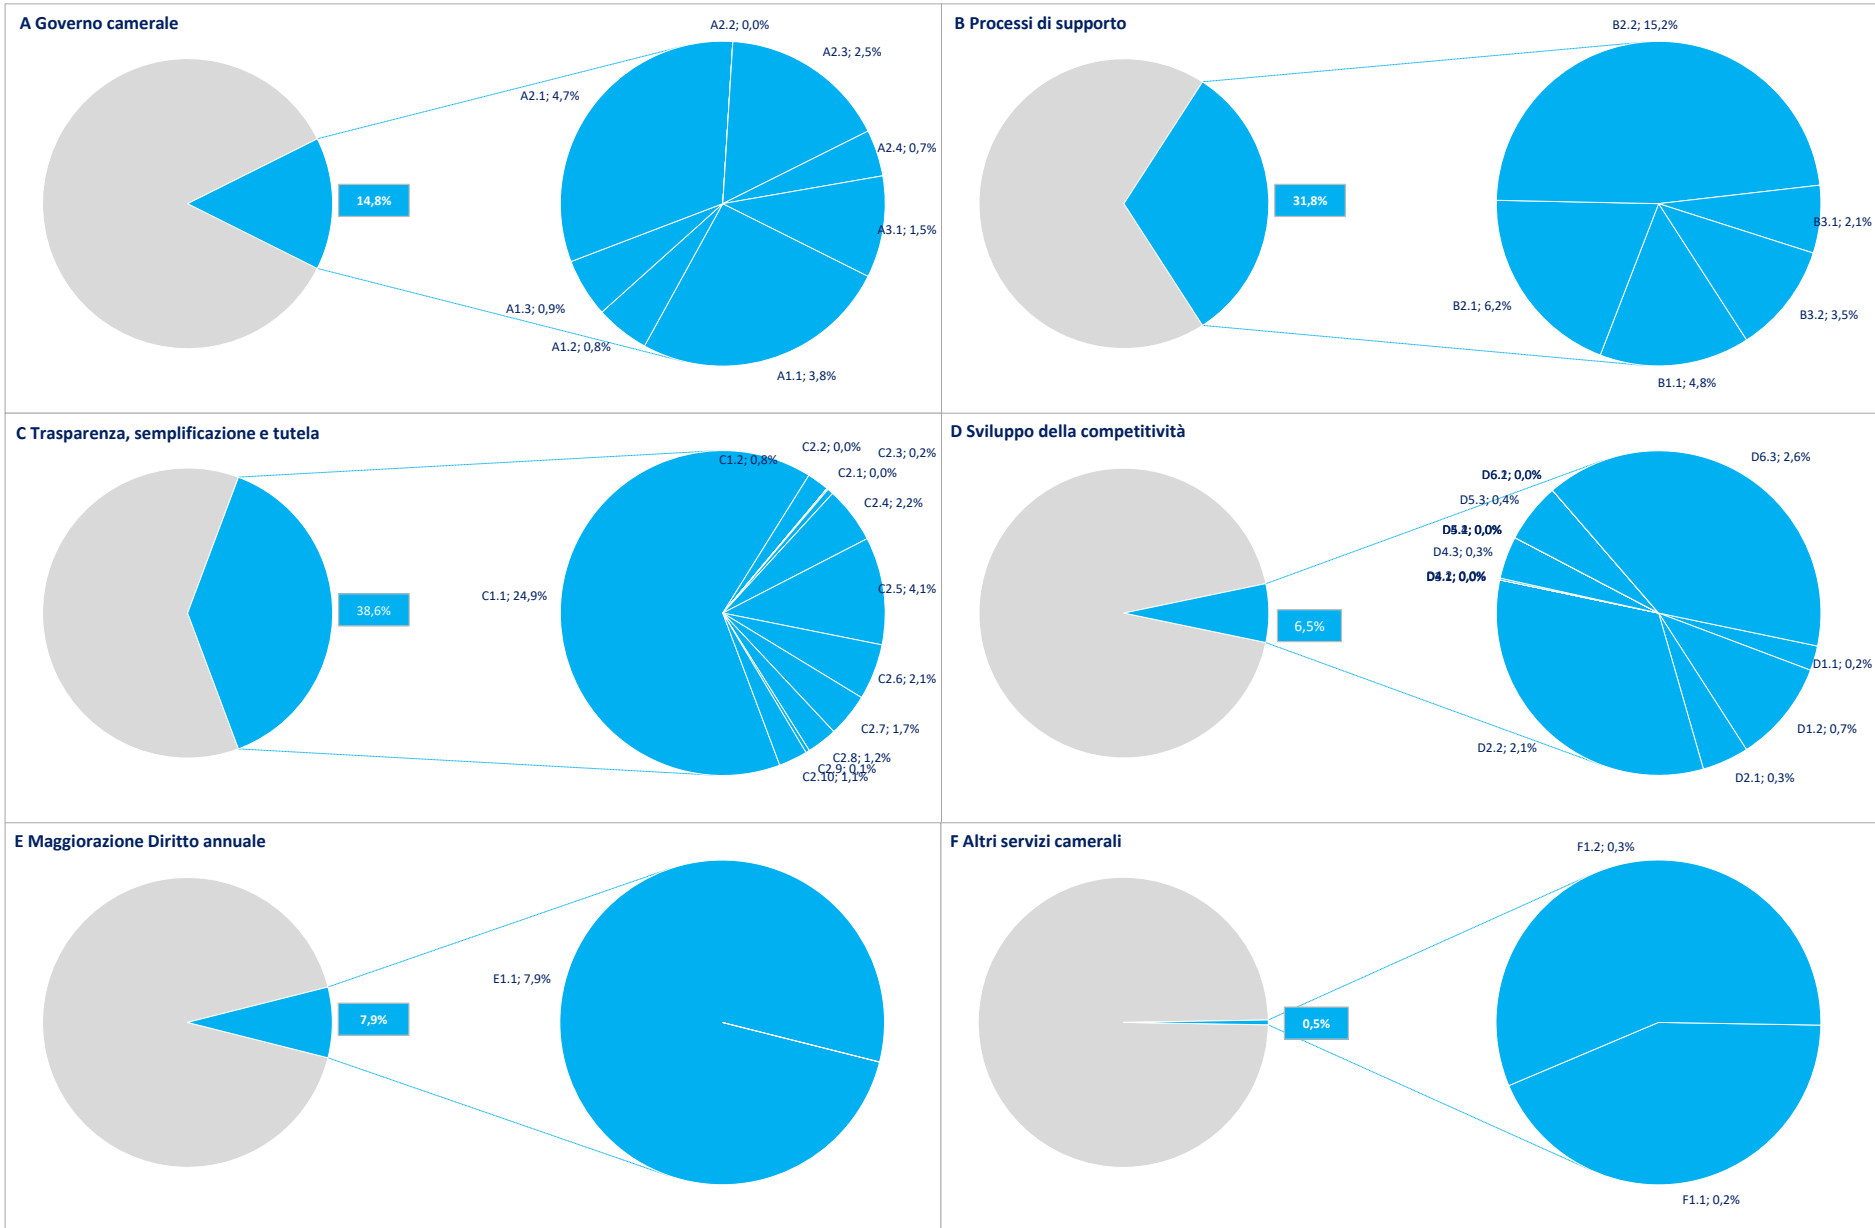 A Governo camerale
A2.2; 0,0%
A2.3; 2,5%
A2.1; 4,7%
A2.4; 0,7%
14,8%
A3.1; 1,5%
A1.3; 0,9%
A1.2; 0,8%
A1.1; 3,8%
B Processi di supporto
B2.2; 15,2%
31,8%
B3.1; 2,1%
B2.1; 6,2%
B3.2; 3,5%
B1.1; 4,8%
C Trasparenza, semplificazione e tutela
C2.2; 0,0%
C2.3; 0,2%
C1.2; 0,8%
C2.1; 0,0%
C2.4; 2,2%
C2.5; 4,1%
C1.1; 24,9%
38,6%
C2.6; 2,1%
C2.7; 1,7%
C2.8; 1,2%
C2.9; 0,1%
C2.10; 1,1%
D Sviluppo della competitività
D6.3; 2,6%
D5.3; 0,4%
D4.3; 0,3%
6,5%
D1.1; 0,2%
D1.2; 0,7%
D2.2; 2,1%
D2.1; 0,3%
E Maggiorazione Diritto annuale
E1.1; 7,9%
7,9%
F Altri servizi camerali
F1.2; 0,3%
0,5%
F1.1; 0,2%